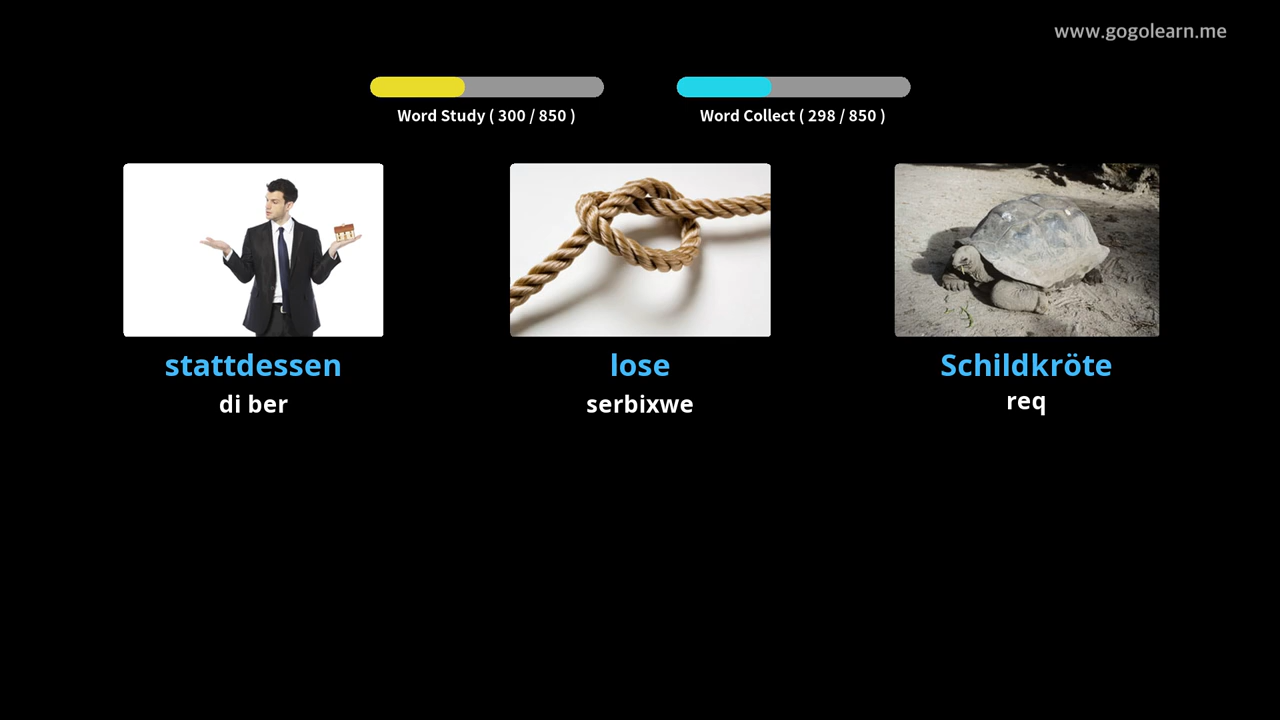 www.gogolearn.me
Word Study ( 300 / 850 )
Word Collect ( 298 / 850 )
stattdessen
di ber
lose
serbixwe
Schildkröte
req